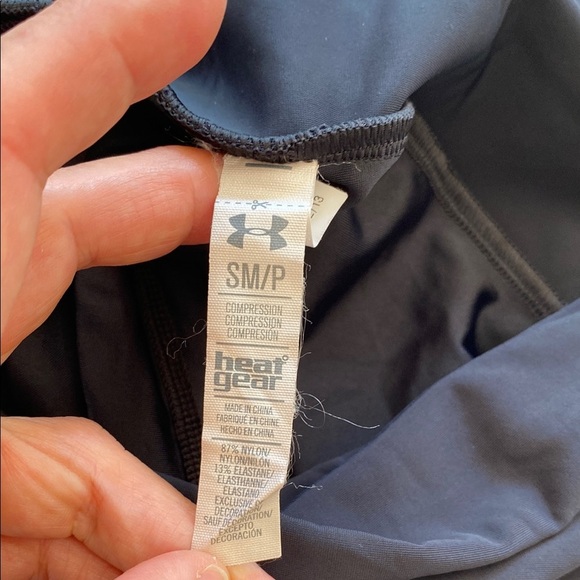 SM/P
COMPRESSION
COMPRESSION
COMPRESIÓN
heat
gear
MADE IN CHINA
FABRIQUÉ EN CHINE
HECHO EN CHINA
87% NYLON/
NYLON/NILÓN
13% ELASTANE/
ELASTHANNE/
ELASTANO
EXCLUSIVE OF
DECORATION/
SAUF DÉCORATION/
EXCEPTO
DECORACIÓN